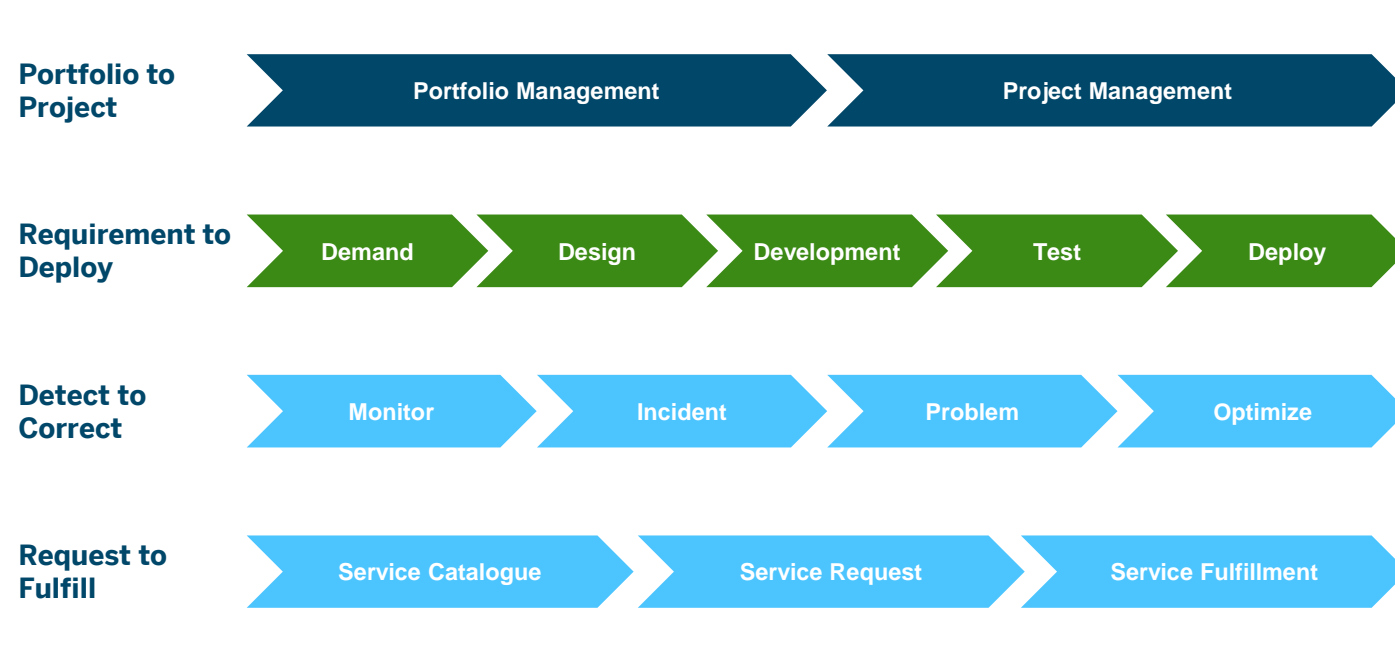 Portfolio to
Project
Portfolio Management
Project Management
Requirement to
Deploy
Demand
Design
Development
Test
Deploy
Detect to
Correct
Monitor
Incident
Problem
Optimize
Request to
Fulfill
Service Catalogue
Service Request
Service Fulfillment